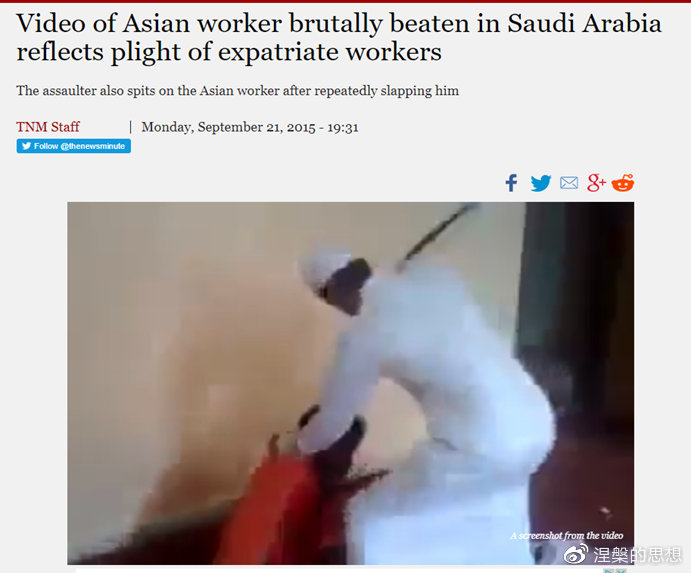 Video of Asian worker brutally beaten in Saudi Arabia
reflects plight of expatriate workers
The assaulter also spits on the Asian worker after repeatedly slapping him
TNM Staff | Monday, September 21, 2015 - 19:31
Follow @thenewsminute
A screenshot from the video
涅槃的思想